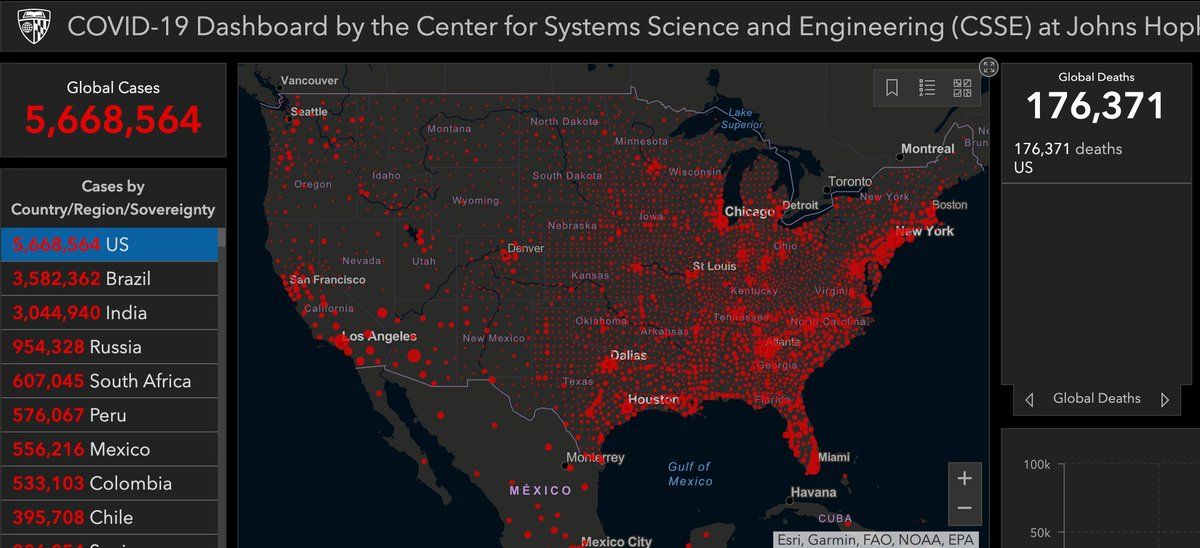 COVID-19 Dashboard by the Center for Systems Science and Engineering (CSSE) at Johns
Global Cases
5,668,564
Cases by
Country/Region/Sovereignty
5,668,564 US
3,582,362 Brazil
3,044,940 India
954,328 Russia
607,045 South Africa
576,067 Peru
556,216 Mexico
533,103 Colombia
395,708 Chile
Vancouver
Seattle
Montana
North Dakota
Minnesota
Lake
Superior
Montreal
Oregon
Idaho
South Dakota
Wisconsin
Toronto
Wyoming
Iowa
Chicago
Detroit
New York
Boston
Nebraska
New York
Nevada
Utah
Denver
Ohio
San Francisco
Kansas
St Louis
California
Kentucky
Virginia
Los Angeles
New Mexico
Oklahoma
Arkansas
Tennessee
North Carolina
Dallas
Atlanta
Georgia
Texas
Houston
Florida
Monterrey
Gulf of
Mexico
Miami
MÉXICO
Havana
CUBA
Mexico City
Esri, Garmin, FAO, NOAA, EPA
Global Deaths
176,371
176,371 deaths
US
Global Deaths
100k
50k